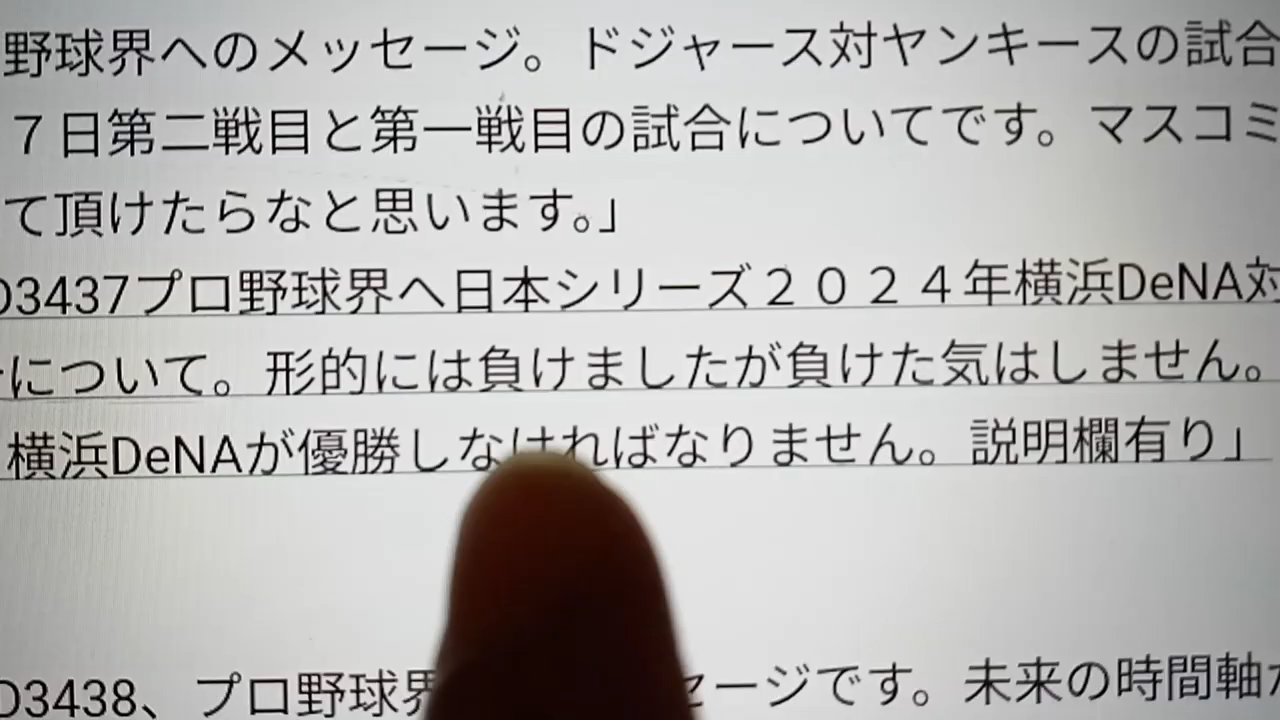 野球界へのメッセージ。ドジャース対ヤンキースの試合
７日第二戦目と第一戦目の試合についてです。マスコミ
て頂けたらなと思います。」
03437プロ野球界へ日本シリーズ２０２４年横浜DeNA対
について。形的には負けましたが負けた気はしません。
横浜DeNAが優勝しなければなりません。説明欄有り」
03438、プロ野球界 セージです。未来の時間軸